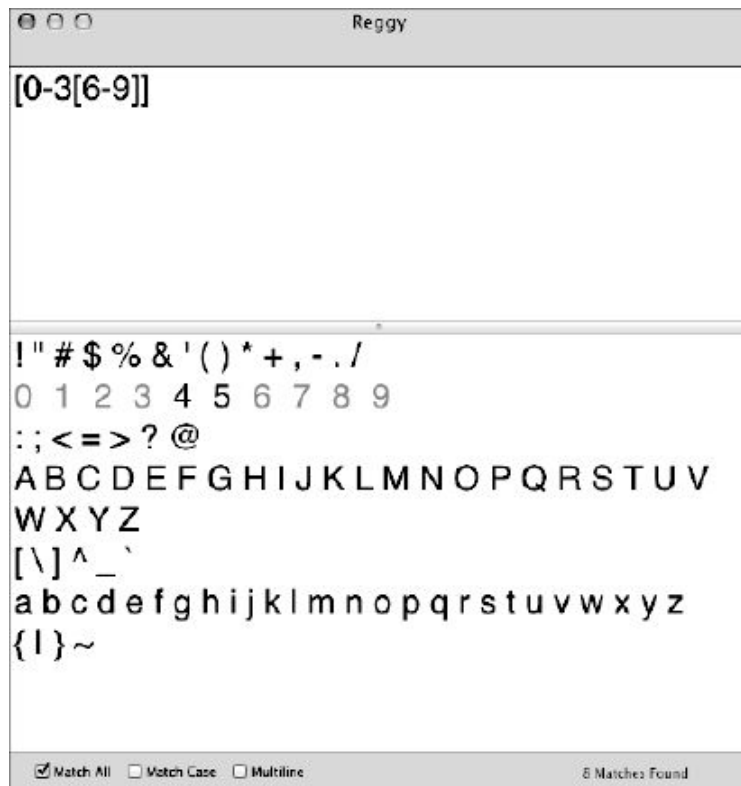 Reggy
[0-3[6-9]]
! " # $ % & ' ( ) * + , - . /
0 1 2 3 4 5 6 7 8 9
: ; < = > ? @
A B C D E F G H I J K L M N O P Q R S T U V
W X Y Z
[ \ ] ^ _ `
a b c d e f g h i j k l m n o p q r s t u v w x y z
{ | } ~
Match All Match Case Multiline 8 Matches Found